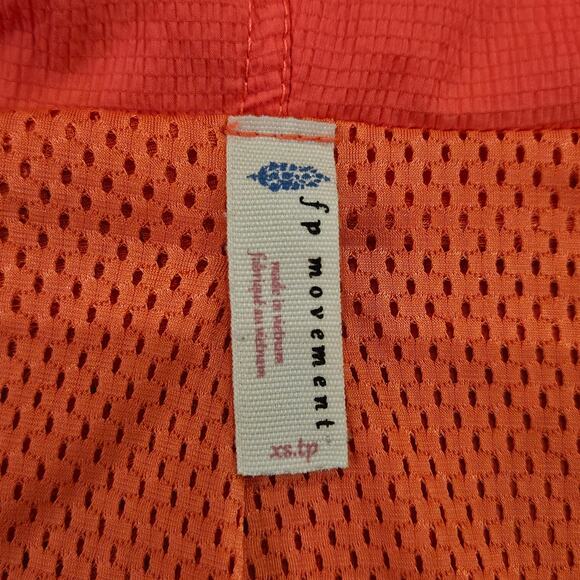 fp movement
made in vietnam
fabriqué au vietnam
xs.tp